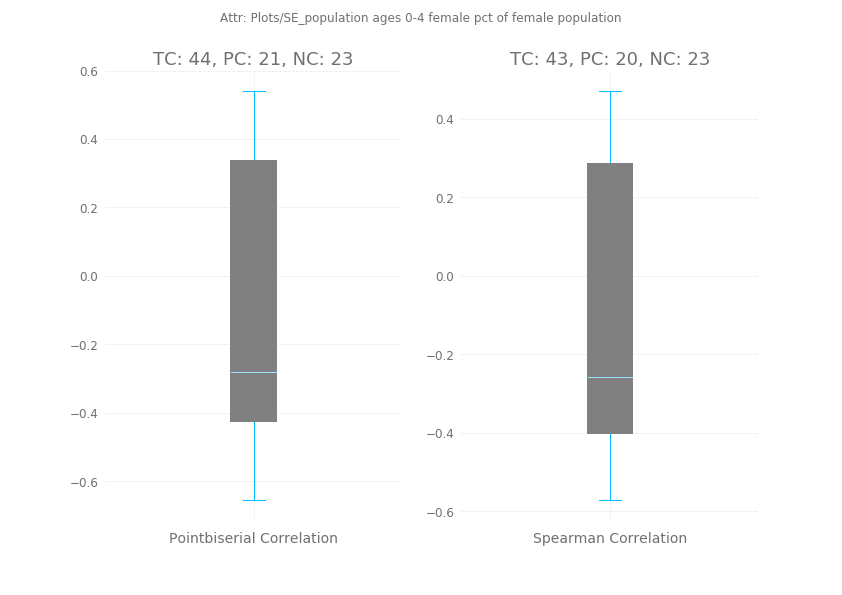 Attr: Plots/SE_population ages 0-4 female pct of female population
TC: 44, PC: 21, NC: 23
0.6
0.4
0.2
0.0
−0.2
−0.4
−0.6
Pointbiserial Correlation
TC: 43, PC: 20, NC: 23
0.4
0.2
0.0
−0.2
−0.4
−0.6
Spearman Correlation